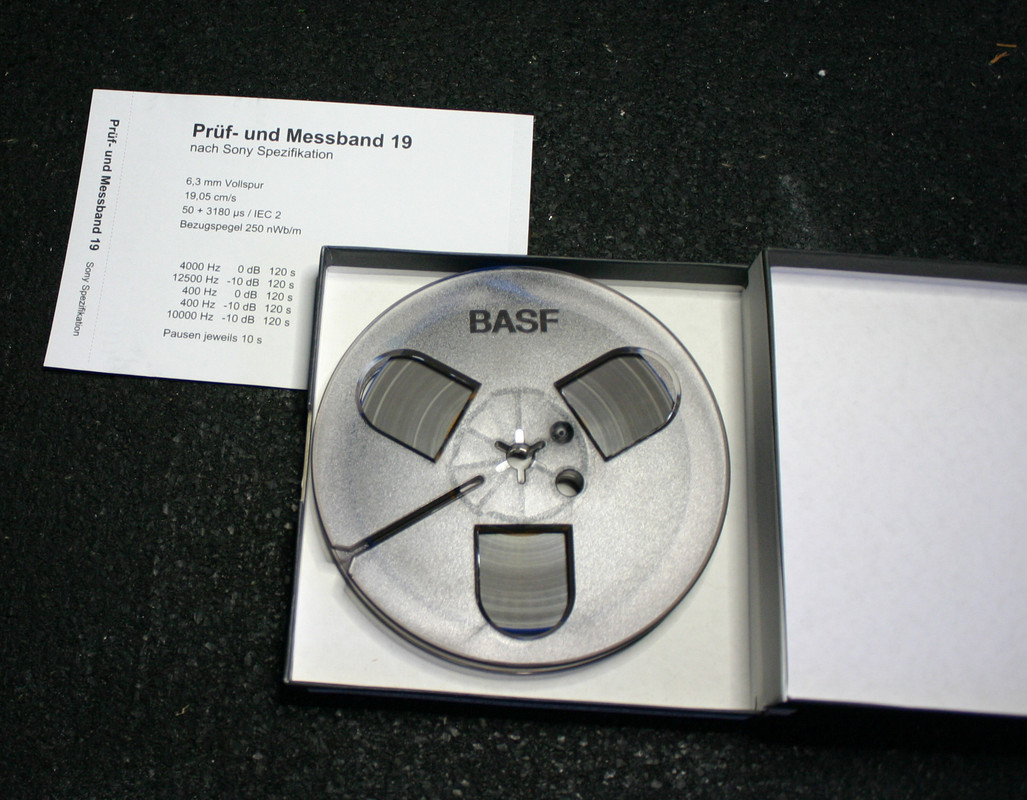 Prüf- und Messband 19
nach Sony Spezifikation
6,3 mm Vollspur
19,05 cm/s
50 + 3180 µs / IEC 2
Bezugspegel 250 nWb/m
4000 Hz 0 dB 120 s
12500 Hz -10 dB 120 s
400 Hz 0 dB 120 s
400 Hz -10 dB 120 s
10000 Hz -10 dB 120 s
Pausen jeweils 10 s
Prüf- und Messband 19 Sony Spezifikation
BASF